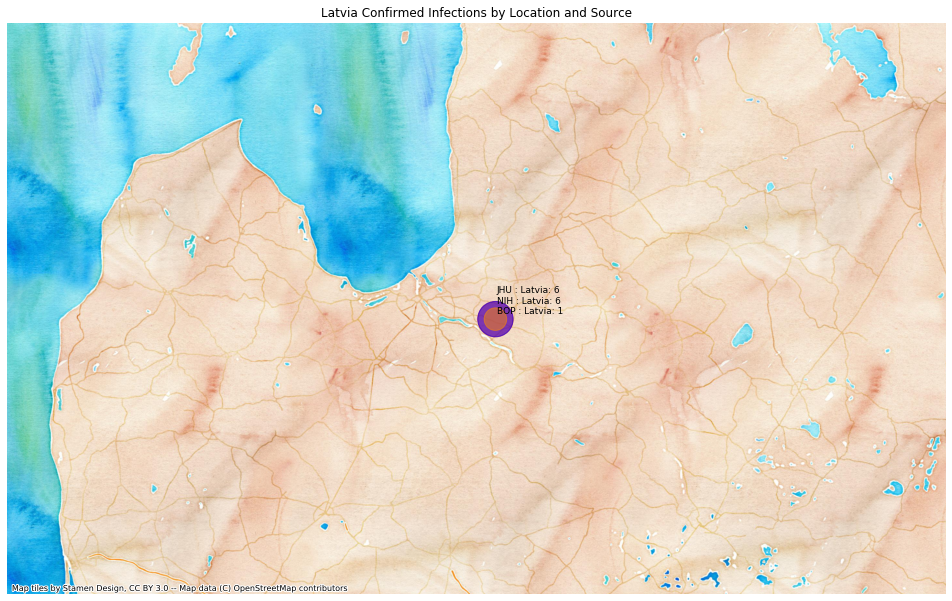 Latvia Confirmed Infections by Location and Source
JHU : Latvia: 6
NIH : Latvia: 6
BOP : Latvia: 1
Map tiles by Stamen Design, CC BY 3.0 -- Map data (C) OpenStreetMap contributors